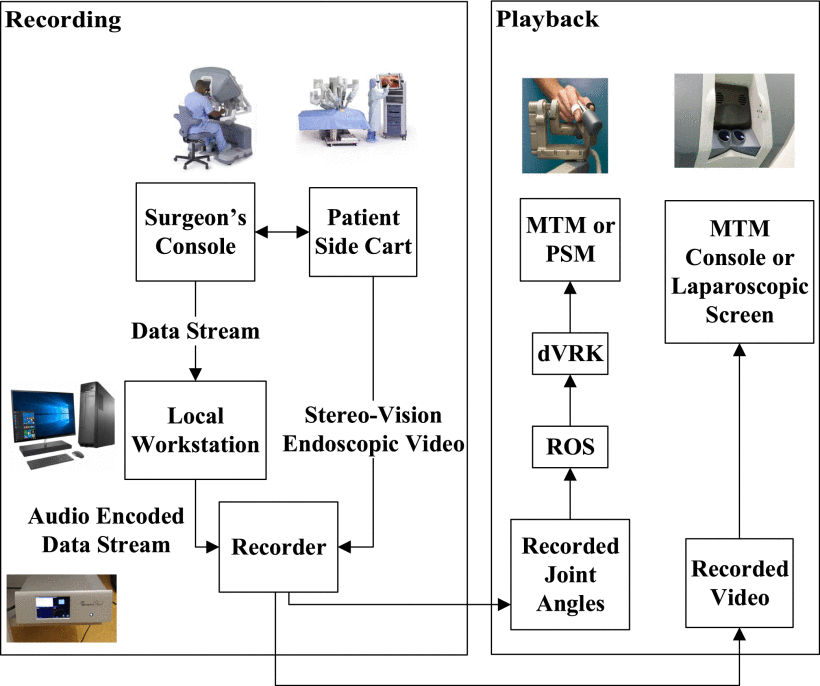 Recording
Surgeon's
Console
Patient
Side Cart
Data Stream
Local
Workstation
Stereo-Vision
Endoscopic Video
Audio Encoded
Data Stream
Recorder
Playback
MTM or
PSM
MTM
Console or
Laparoscopic
Screen
dVRK
ROS
Recorded
Joint
Angles
Recorded
Video